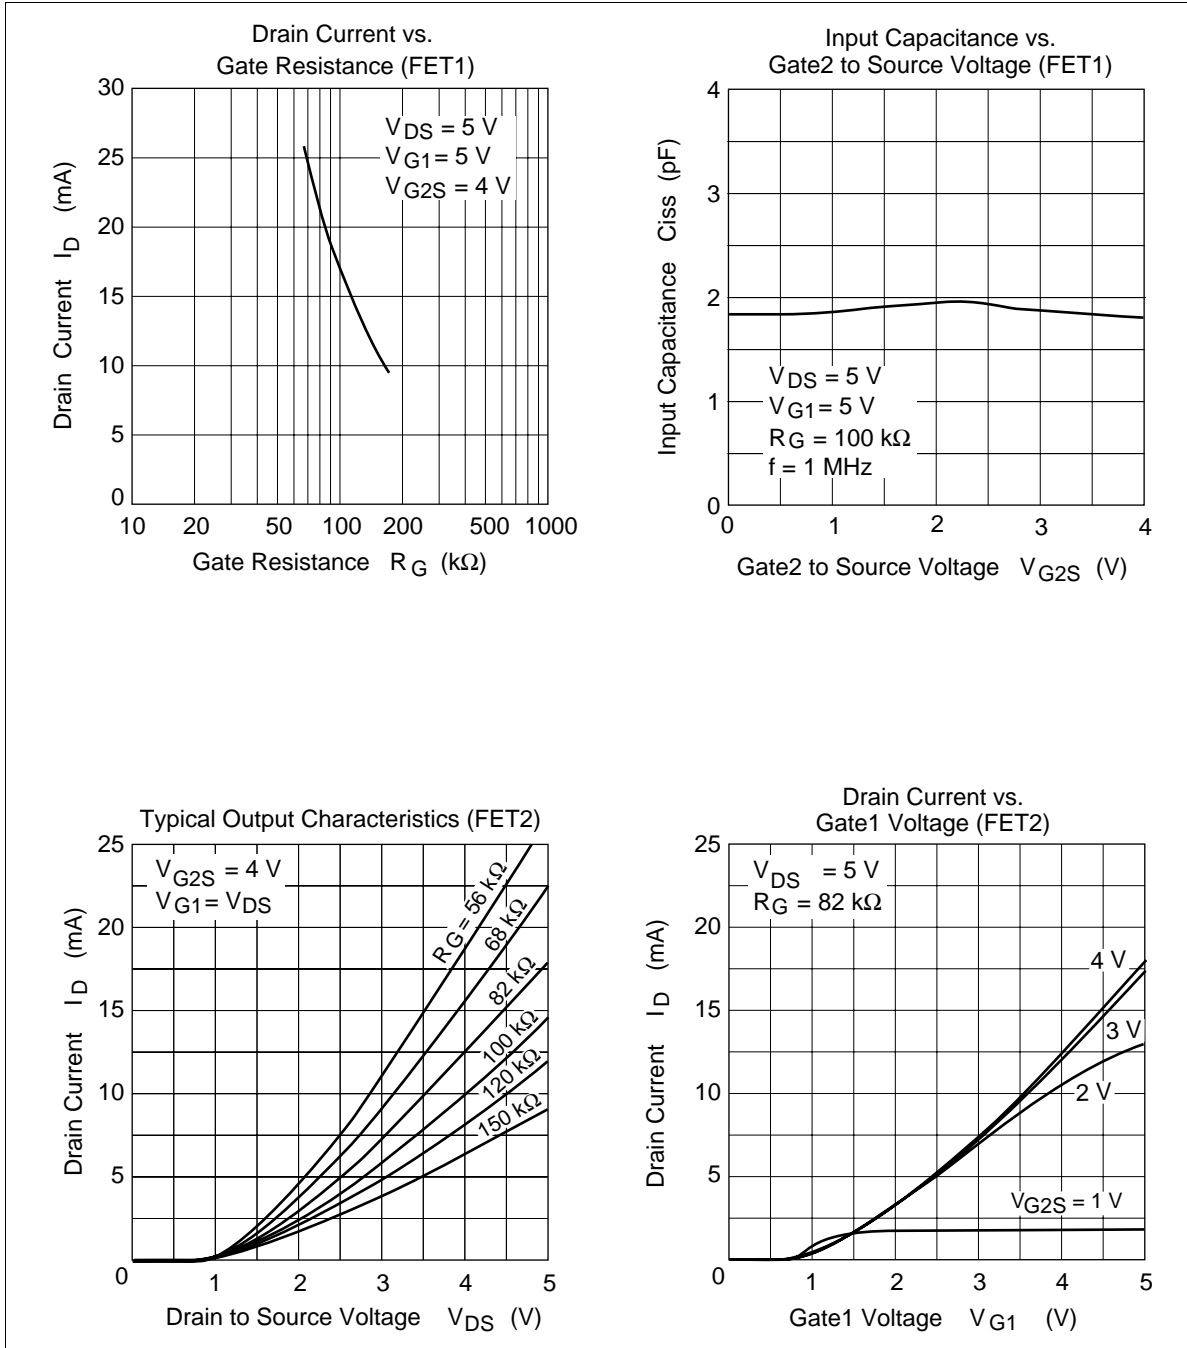 Drain Current vs.
Gate Resistance (FET1)
30
25
20
15
10
5
0
V DS = 5 V
V G1 = 5 V
V G2S = 4 V
Drain Current I D (mA)
10 20 50 100 200 500 1000
Gate Resistance R G (kΩ)
Input Capacitance vs.
Gate2 to Source Voltage (FET1)
4
3
2
1
0
Input Capacitance Ciss (pF)
V DS = 5 V
V G1 = 5 V
R G = 100 kΩ
f = 1 MHz
0 1 2 3 4
Gate2 to Source Voltage V G2S (V)
Typical Output Characteristics (FET2)
25
20
15
10
5
0
V G2S = 4 V
V G1 = V DS
Drain Current I D (mA)
R G = 56 kΩ
68 kΩ
82 kΩ
100 kΩ
120 kΩ
150 kΩ
1 2 3 4 5
Drain to Source Voltage V DS (V)
Drain Current vs.
Gate1 Voltage (FET2)
25
20
15
10
5
0
V DS = 5 V
R G = 82 kΩ
Drain Current I D (mA)
4 V
3 V
2 V
V G2S = 1 V
1 2 3 4 5
Gate1 Voltage V G1 (V)